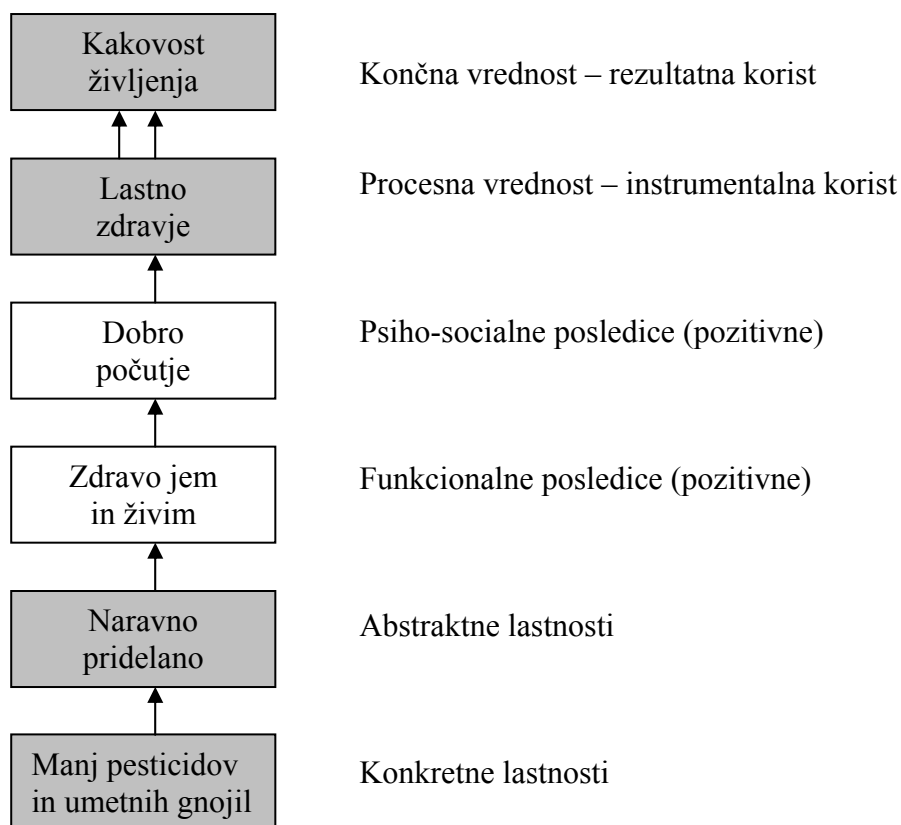 Kakovost
življenja
Končna vrednost – rezultatna korist
Lastno
zdravje
Procesna vrednost – instrumentalna korist
Dobro
počutje
Psiho-socialne posledice (pozitivne)
Zdravo jem
in živim
Funkcionalne posledice (pozitivne)
Naravno
pridelano
Abstraktne lastnosti
Manj pesticidov
in umetnih gnojil
Konkretne lastnosti